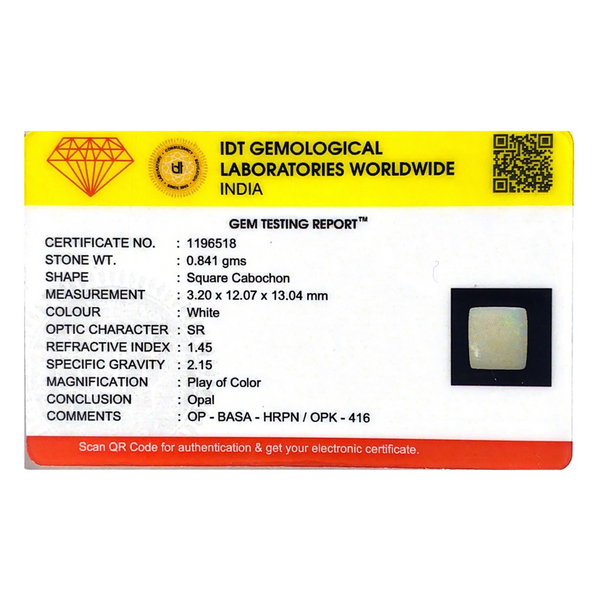 IDT GEMOLOGICAL
LABORATORIES WORLDWIDE
INDIA
GEM TESTING REPORT™
CERTIFICATE NO. : 1196518
STONE WT. : 0.841 gms
SHAPE : Square Cabochon
MEASUREMENT : 3.20 x 12.07 x 13.04 mm
COLOUR : White
OPTIC CHARACTER : SR
REFRACTIVE INDEX : 1.45
SPECIFIC GRAVITY : 2.15
MAGNIFICATION : Play of Color
CONCLUSION : Opal
COMMENTS : OP - BASA - HRPN / OPK - 416
Scan QR Code for authentication & get your electronic certificate.